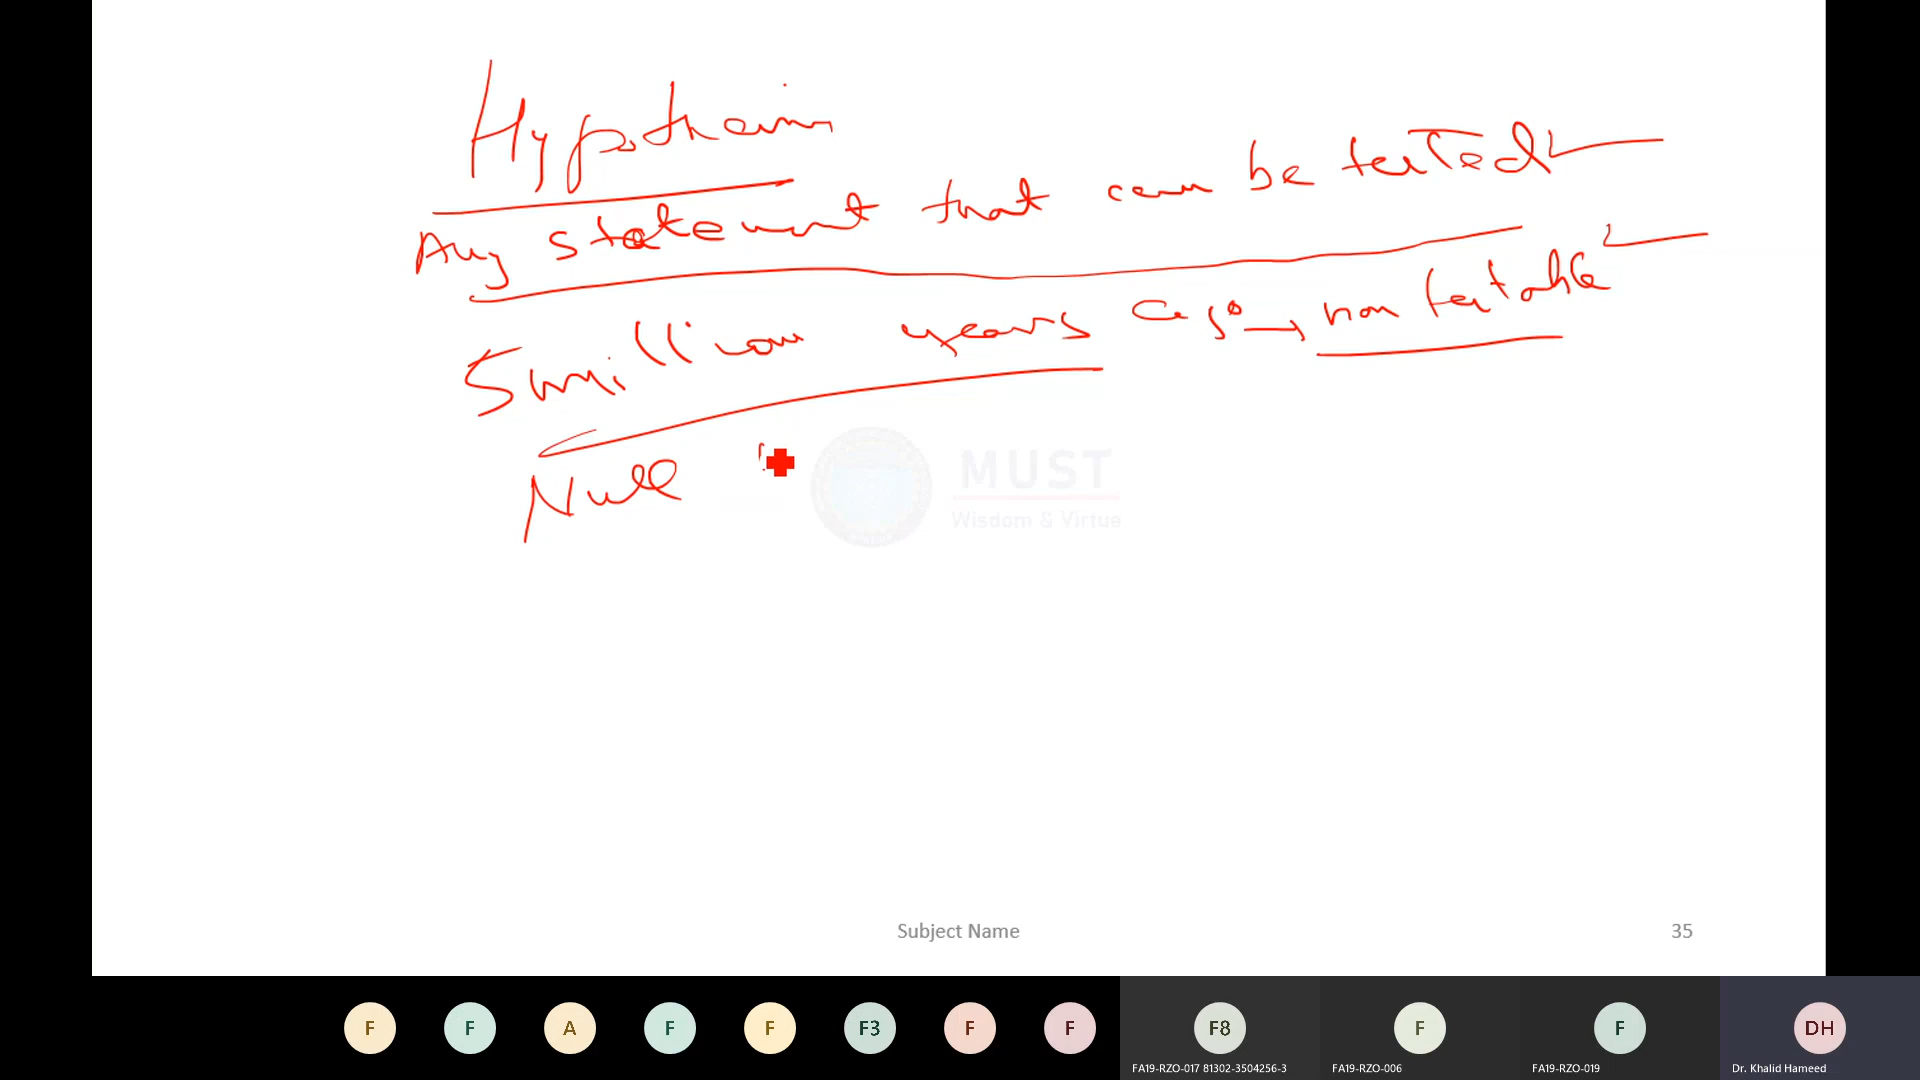 Hypothesis
Any statement that can be tested
5 million years ago → non testable
Null
MUST
Wisdom & Virtue
Subject Name
35
F F A F F F3 F F F8 F F DH
FA19-RZO-017 81302-3504256-3 FA19-RZO-006 FA19-RZO-019 Dr. Khalid Hameed